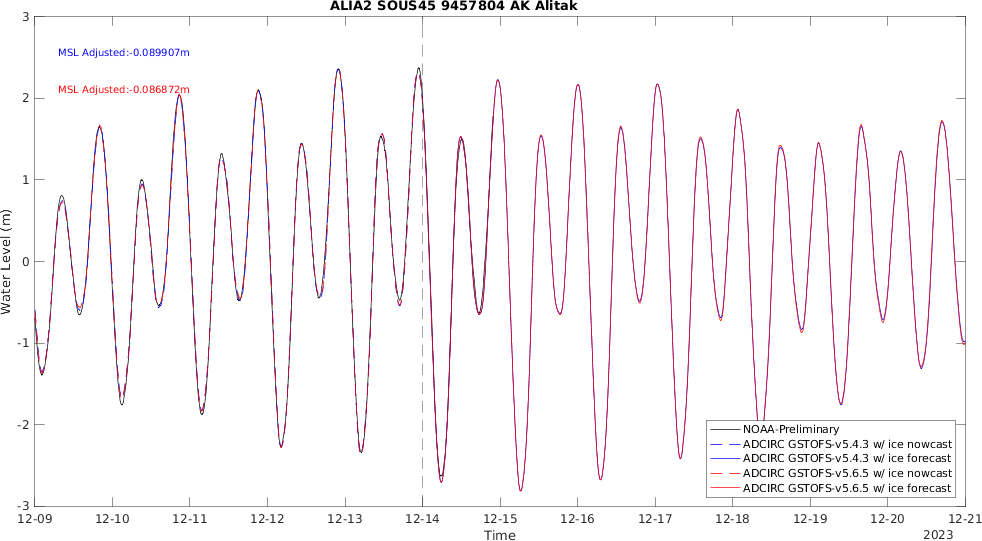 ALIA2 SOUS45 9457804 AK Alitak
3
MSL Adjusted:-0.089907m
MSL Adjusted:-0.086872m
2
1
0
-1
-2
-3
Water Level (m)
NOAA-Preliminary
ADCIRC GSTOFS-v5.4.3 w/ ice nowcast
ADCIRC GSTOFS-v5.4.3 w/ ice forecast
ADCIRC GSTOFS-v5.6.5 w/ ice nowcast
ADCIRC GSTOFS-v5.6.5 w/ ice forecast
12-09 12-10 12-11 12-12 12-13 12-14 12-15 12-16 12-17 12-18 12-19 12-20 12-21
Time
2023